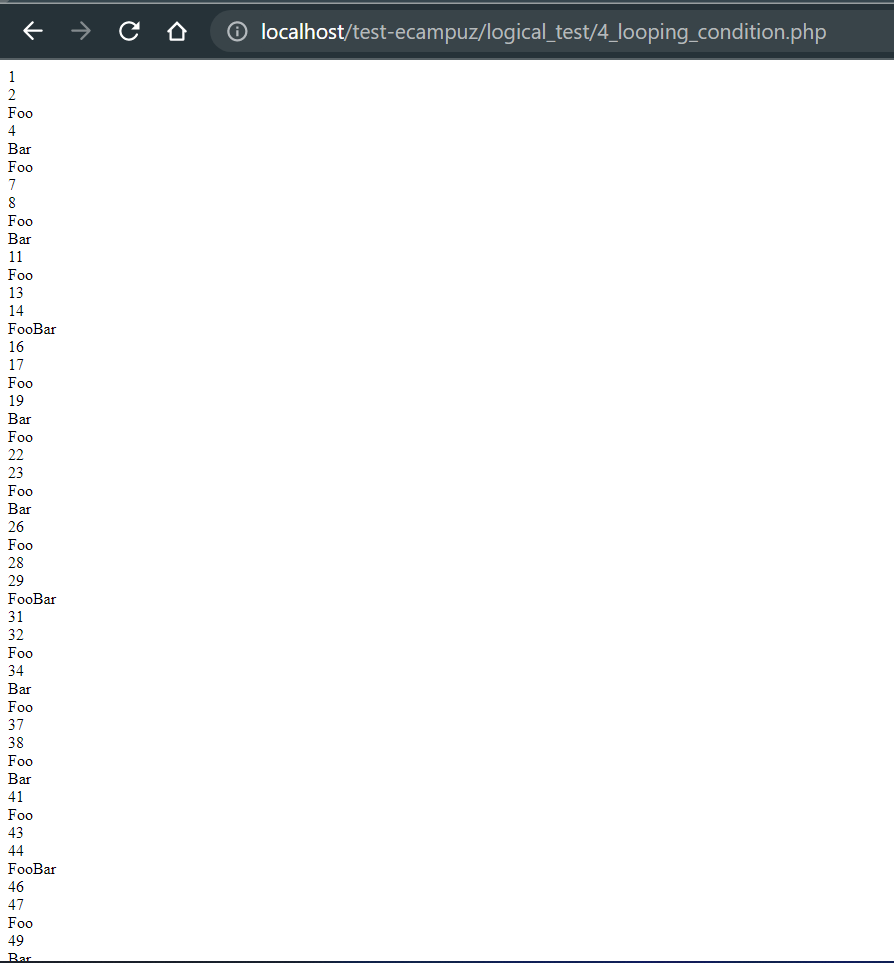 localhost/test-ecampuz/logical_test/4_looping_condition.php
1
2
Foo
4
Bar
Foo
7
8
Foo
Bar
11
Foo
13
14
FooBar
16
17
Foo
19
Bar
Foo
22
23
Foo
Bar
26
Foo
28
29
FooBar
31
32
Foo
34
Bar
Foo
37
38
Foo
Bar
41
Foo
43
44
FooBar
46
47
Foo
49
Bar